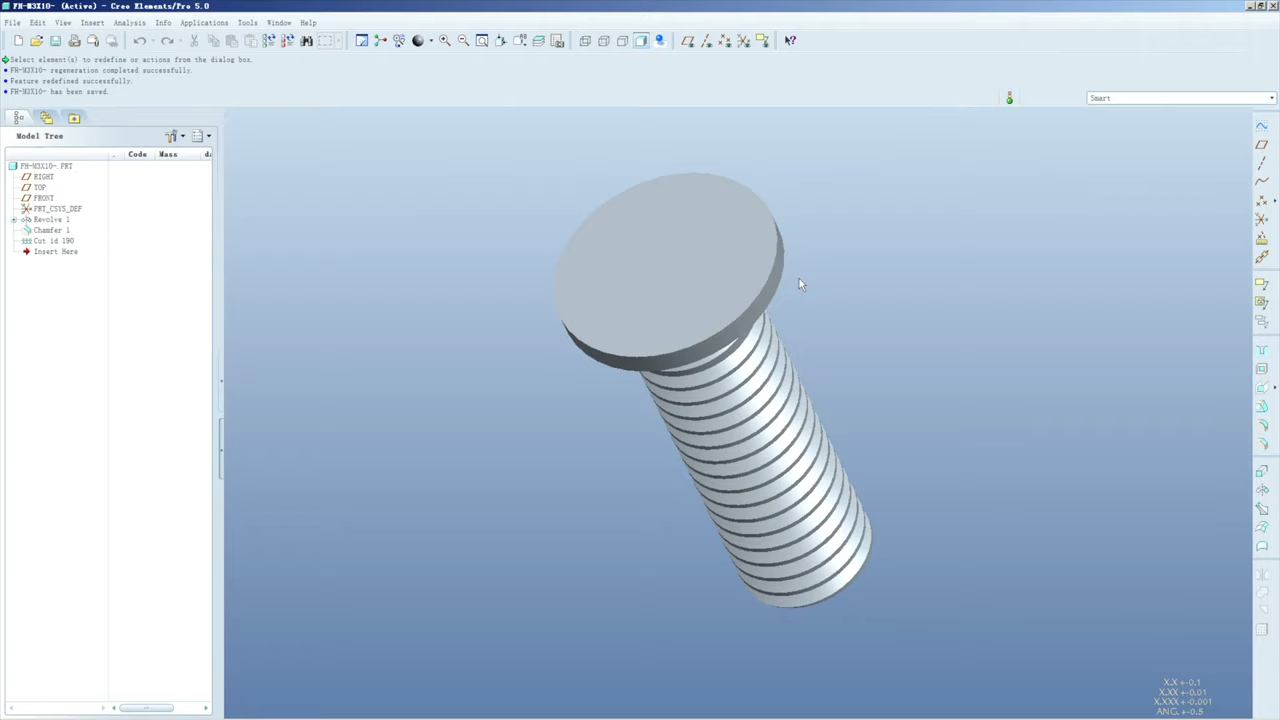 FH-M3X10- (Active) - Creo Elements/Pro 5.0
File Edit View Insert Analysis Info Applications Tools Window Help
Select element(s) to redefine or actions from the dialog box.
FH-M3X10- regeneration completed successfully.
Feature redefined successfully.
FH-M3X10- has been saved.
Smart
Model Tree
Code Mass
FH-M3X10-.PRT
RIGHT
TOP
FRONT
PRT_CSYS_DEF
Revolve 1
Chamfer 1
Cut id 190
Insert Here
X.X +-0.1
X.XX +-0.01
X.XXX +-0.001
ANG. +-0.5